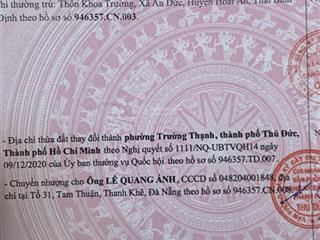 chỉ thường trú: Thôn Khoa Trường, Xã Ân Đức, Huyện Hoài Ân,
Định theo hồ sơ số 946357.CN.003.
- Địa chỉ thửa đất thay đổi thành phường Trường Thạnh, thành phố Thủ Đức,
Thành phố Hồ Chí Minh theo Nghị quyết số 1111/NQ-UBTVQH14 ngày
09/12/2020 của Ủy ban thường vụ Quốc hội. theo hồ sơ số 946357.TD.007.
- Chuyển nhượng cho Ông LÊ QUANG ẢNH, CCCD số 048204001848, địa
chỉ tại Tổ 31, Tam Thuận, Thanh Khê, Đà Nẵng theo hồ sơ số
946357.CN.008.